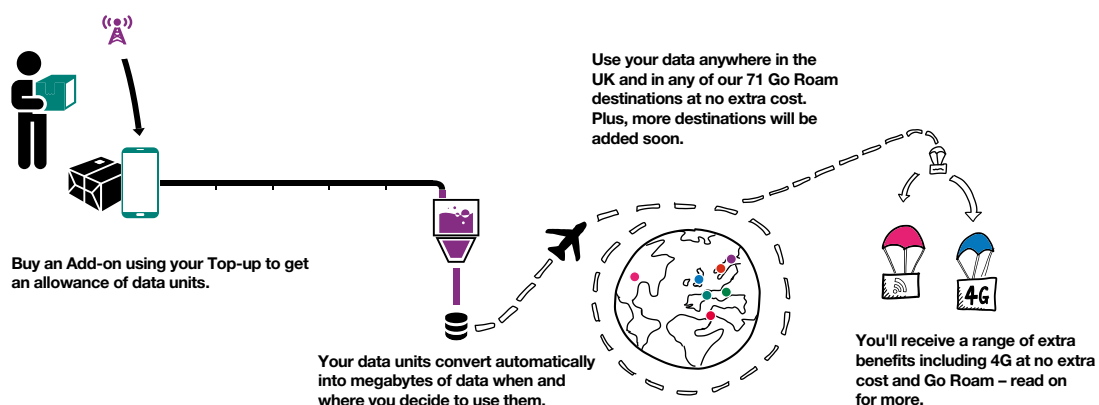 Buy an Add-on using your Top-up to get
an allowance of data units.
Your data units convert automatically
into megabytes of data when and
where you decide to use them.
Use your data anywhere in the
UK and in any of our 71 Go Roam
destinations at no extra cost.
Plus, more destinations will be
added soon.
4G
You'll receive a range of extra
benefits including 4G at no extra
cost and Go Roam – read on
for more.